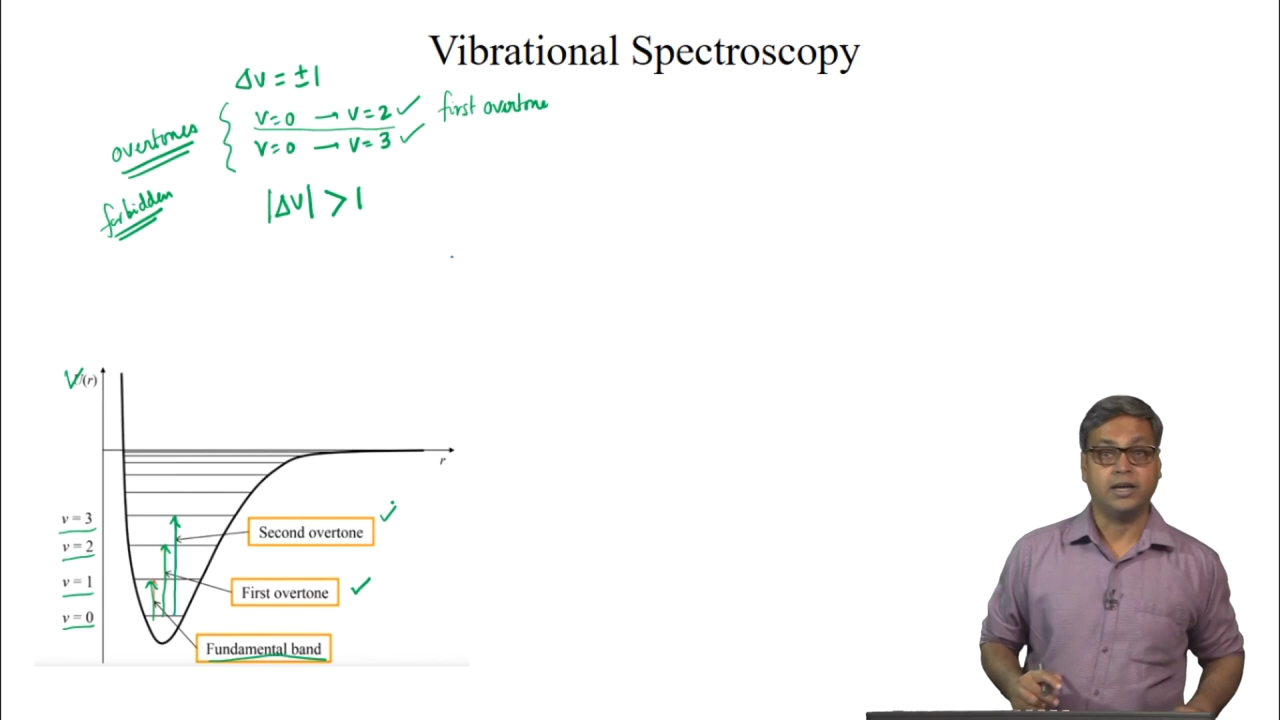 Vibrational Spectroscopy
Δv = ±1
overtones
v=0 → v=2 ✓ first overtone
v=0 → v=3 ✓
forbidden
|Δv| > 1
V(r)
r
v = 3
v = 2
v = 1
v = 0
Second overtone
First overtone
Fundamental band